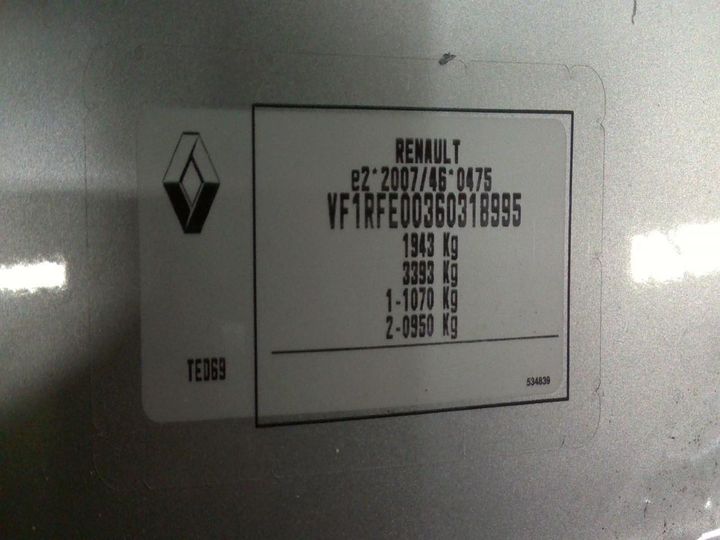 RENAULT
e2*2007/46*0475
VF1RFE00360318995
1943 Kg
3393 Kg
1-1070 Kg
2-0950 Kg
TED69
534839